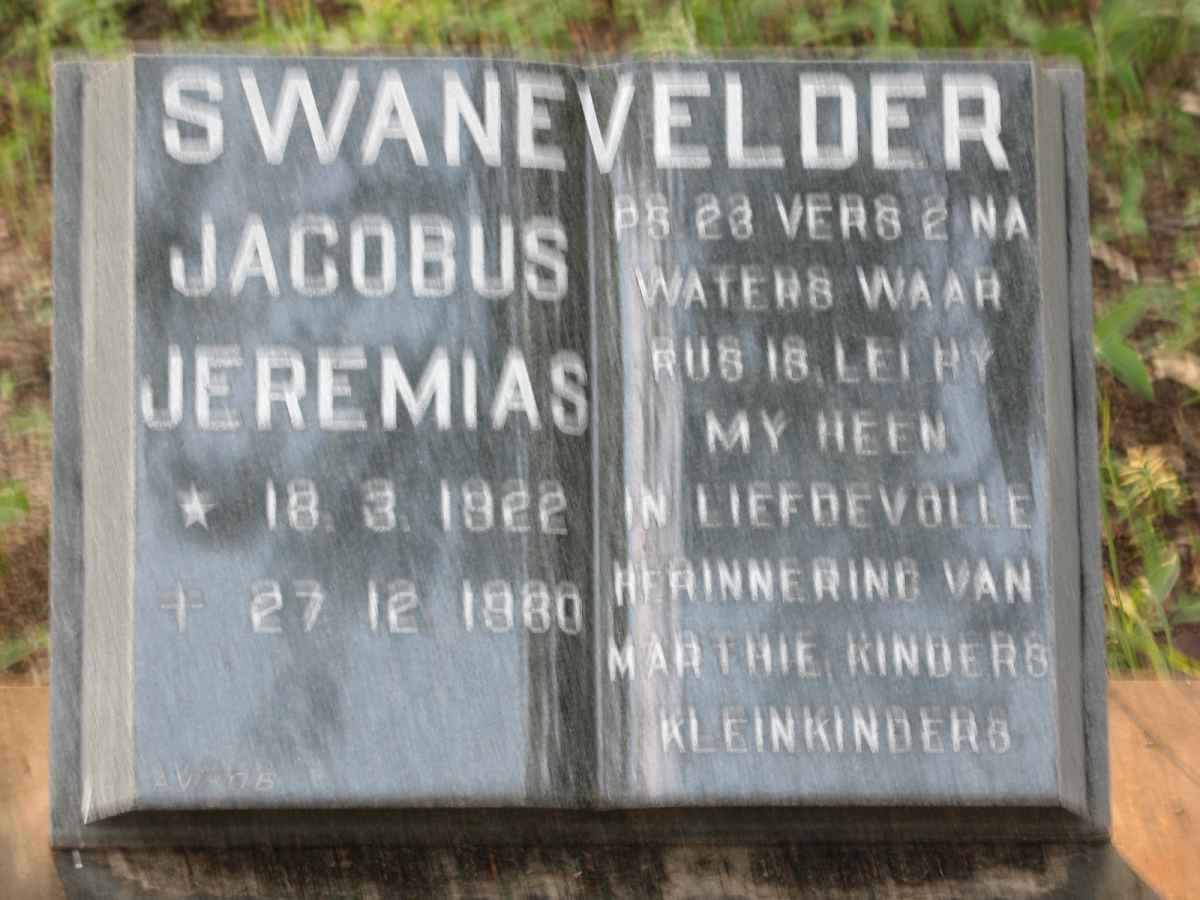 SWANEVELDER
JACOBUS
JEREMIAS
★ 18. 3. 1922
✝ 27 12 1980
PS 23 VERS 2 NA
WATERS WAAR
RUS IS, LEI HY
MY HEEN
IN LIEFDEVOLLE
HERINNERING VAN
MARTHIE, KINDERS
KLEINKINDERS